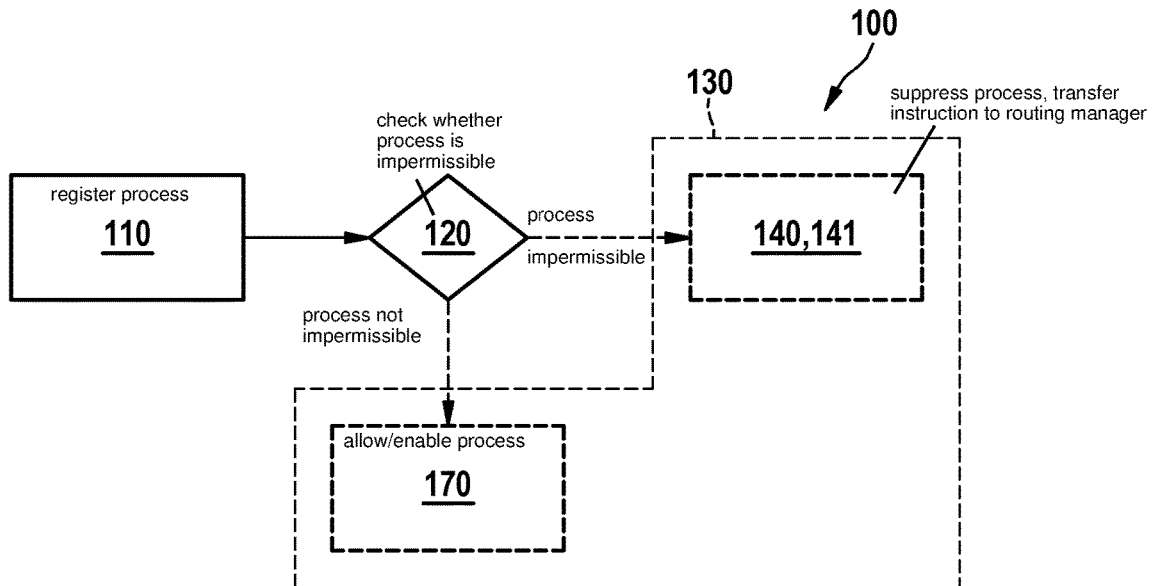 100
130
suppress process, transfer
instruction to routing manager
check whether
process is
impermissible
register process
110
120
process
impermissible
140,141
process not
impermissible
allow/enable process
170